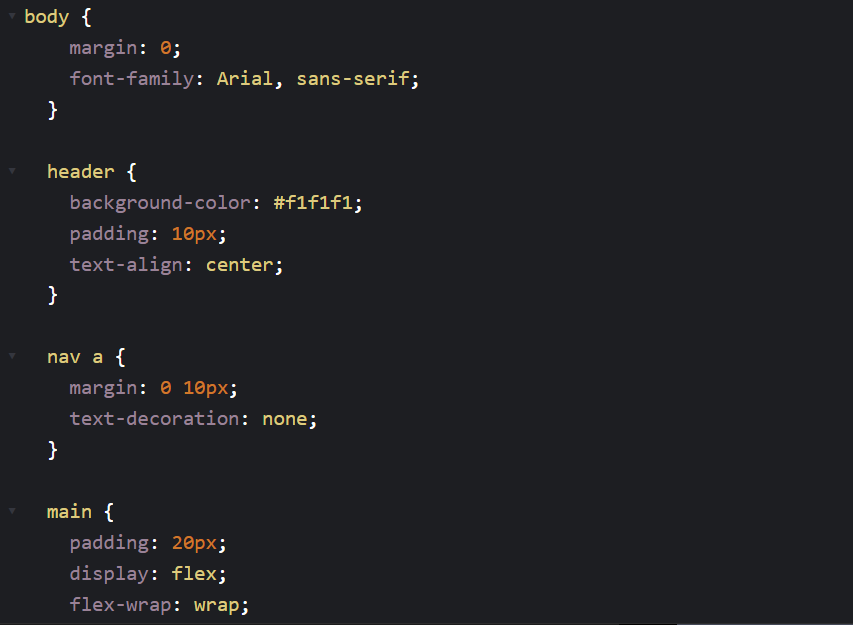 body {
margin: 0;
font-family: Arial, sans-serif;
}
header {
background-color: #f1f1f1;
padding: 10px;
text-align: center;
}
nav a {
margin: 0 10px;
text-decoration: none;
}
main {
padding: 20px;
display: flex;
flex-wrap: wrap;